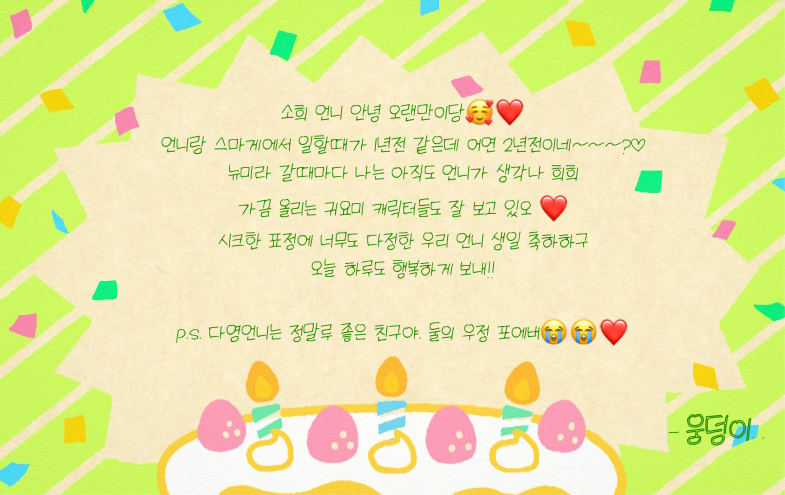 소희 언니 안녕 오랜만이당🥰❤️
언니랑 스마게에서 일할때가 1년전 같은데 어연 2년전이네~~~?♡
뉴미라 갈때마다 나는 아직도 언니가 생각나 희희
가끔 올리는 귀요미 캐릭터들도 잘 보고 있오 ❤️
시크한 표정에 너무도 다정한 우리 언니 생일 축하하구
오늘 하루도 행복하게 보내!!
P.S. 다영언니는 정말루 좋은 친구야. 둘의 우정 포에버😭😭❤️
- 웅덩이.